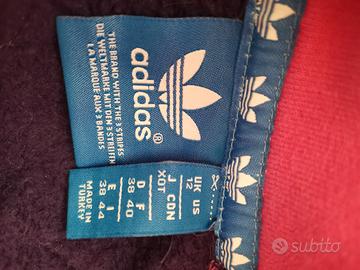 adidas
®
THE BRAND WITH THE 3 STRIPES
DIE WELTMARKE MIT DEN 3 STREIFEN
LA MARQUE AUX 3 BANDES
UK US
12
J CDN
XOT
D F
38 40
E I
38 44
MADE IN
TURKEY
subito